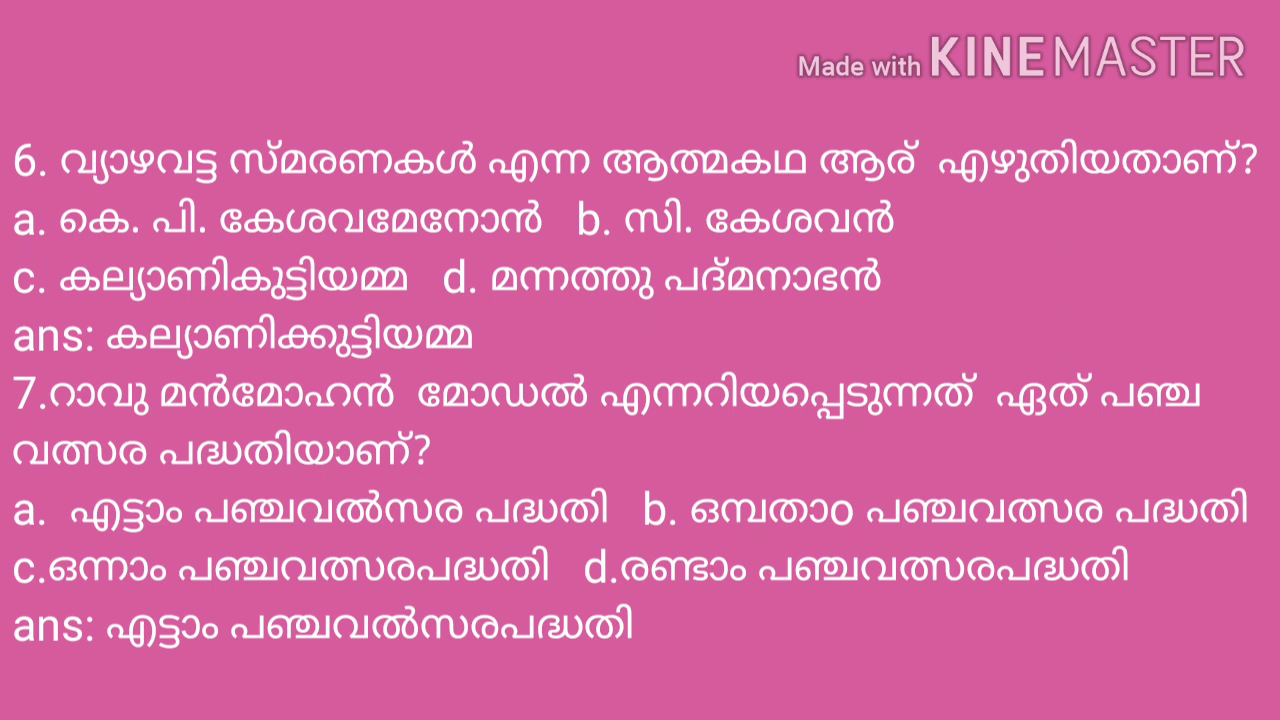 Made with KINEMASTER
6. വ്യാഴവട്ട സ്മരണകൾ എന്ന ആത്മകഥ ആര് എഴുതിയതാണ്?
a. കെ. പി. കേശവമേനോൻ b. സി. കേശവൻ
c. കല്യാണികുട്ടിയമ്മ d. മന്നത്തു പദ്മനാഭൻ
ans: കല്യാണിക്കുട്ടിയമ്മ
7.റാവു മൻമോഹൻ മോഡൽ എന്നറിയപ്പെടുന്നത് ഏത് പഞ്ച
വത്സര പദ്ധതിയാണ്?
a. എട്ടാം പഞ്ചവൽസര പദ്ധതി b. ഒമ്പതാo പഞ്ചവത്സര പദ്ധതി
c.ഒന്നാം പഞ്ചവത്സരപദ്ധതി d.രണ്ടാം പഞ്ചവത്സരപദ്ധതി
ans: എട്ടാം പഞ്ചവൽസരപദ്ധതി